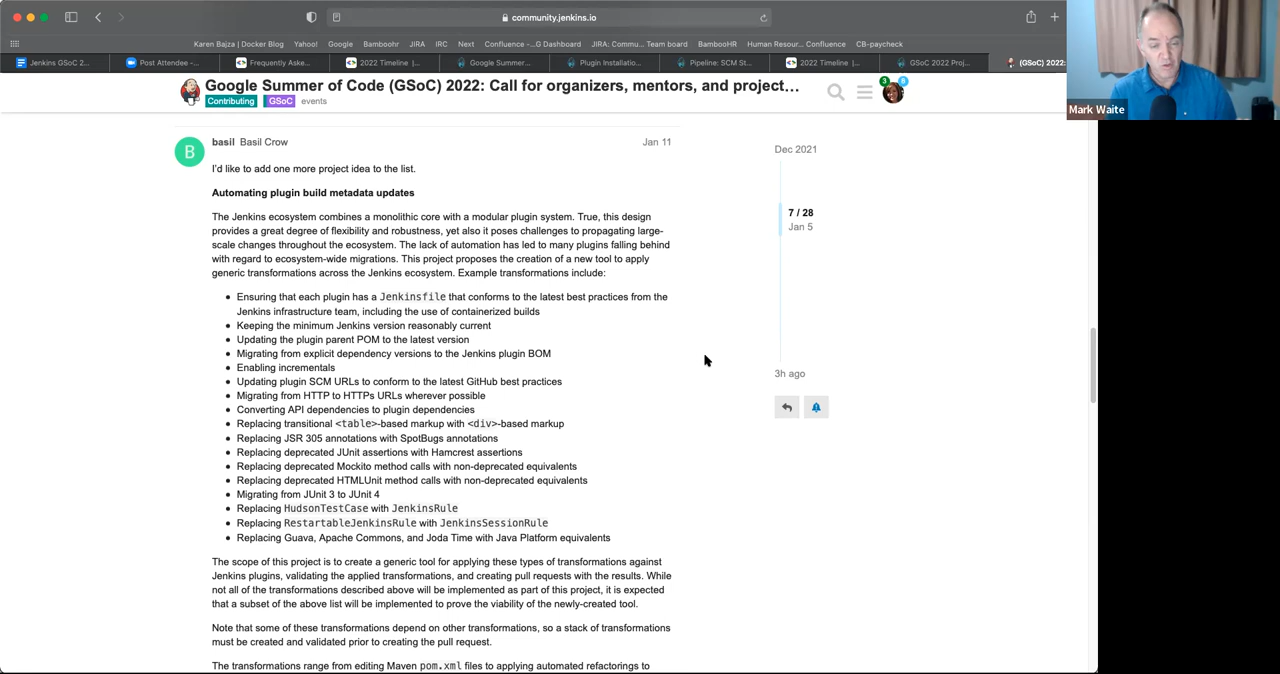 community.jenkins.io
Karen Bajza | Docker Blog Yahoo! Google Bamboohr JIRA IRC Next Confluence -...G Dashboard JIRA: Commu... Team board BambooHR Human Resour... Confluence CB-paycheck
Jenkins GSoC 2... Post Attendee -... Frequently Aske... 2022 Timeline |... Google Summer... Plugin Installatio... Pipeline: SCM St... 2022 Timeline |... GSoC 2022 Proj... (GSoC) 2022:
Mark Waite
Google Summer of Code (GSoC) 2022: Call for organizers, mentors, and project...
Contributing GSoC events
3
B
basil Basil Crow Jan 11
I'd like to add one more project idea to the list.
Automating plugin build metadata updates
The Jenkins ecosystem combines a monolithic core with a modular plugin system. True, this design
provides a great degree of flexibility and robustness, yet also it poses challenges to propagating large-
scale changes throughout the ecosystem. The lack of automation has led to many plugins falling behind
with regard to ecosystem-wide migrations. This project proposes the creation of a new tool to apply
generic transformations across the Jenkins ecosystem. Example transformations include:
• Ensuring that each plugin has a Jenkinsfile that conforms to the latest best practices from the
Jenkins infrastructure team, including the use of containerized builds
• Keeping the minimum Jenkins version reasonably current
• Updating the plugin parent POM to the latest version
• Migrating from explicit dependency versions to the Jenkins plugin BOM
• Enabling incrementals
• Updating plugin SCM URLs to conform to the latest GitHub best practices
• Migrating from HTTP to HTTPs URLs wherever possible
• Converting API dependencies to plugin dependencies
• Replacing transitional <table>-based markup with <div>-based markup
• Replacing JSR 305 annotations with SpotBugs annotations
• Replacing deprecated JUnit assertions with Hamcrest assertions
• Replacing deprecated Mockito method calls with non-deprecated equivalents
• Replacing deprecated HTMLUnit method calls with non-deprecated equivalents
• Migrating from JUnit 3 to JUnit 4
• Replacing HudsonTestCase with JenkinsRule
• Replacing RestartableJenkinsRule with JenkinsSessionRule
• Replacing Guava, Apache Commons, and Joda Time with Java Platform equivalents
The scope of this project is to create a generic tool for applying these types of transformations against
Jenkins plugins, validating the applied transformations, and creating pull requests with the results. While
not all of the transformations described above will be implemented as part of this project, it is expected
that a subset of the above list will be implemented to prove the viability of the newly-created tool.
Note that some of these transformations depend on other transformations, so a stack of transformations
must be created and validated prior to creating the pull request.
The transformations range from editing Maven pom.xml files to applying automated refactorings to
Dec 2021
7 / 28
Jan 5
3h ago